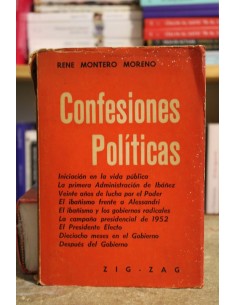 RENE MONTERO MORENO
Confesiones
Políticas
Iniciación en la vida pública
La primera Administración de Ibáñez
Veinte años de lucha por el Poder
El ibañismo frente a Alessandri
El ibañismo y los gobiernos radicales
La campaña presidencial de 1952
El Presidente Electo
Dieciocho meses en el Gobierno
Después del Gobierno
ZIG-ZAG